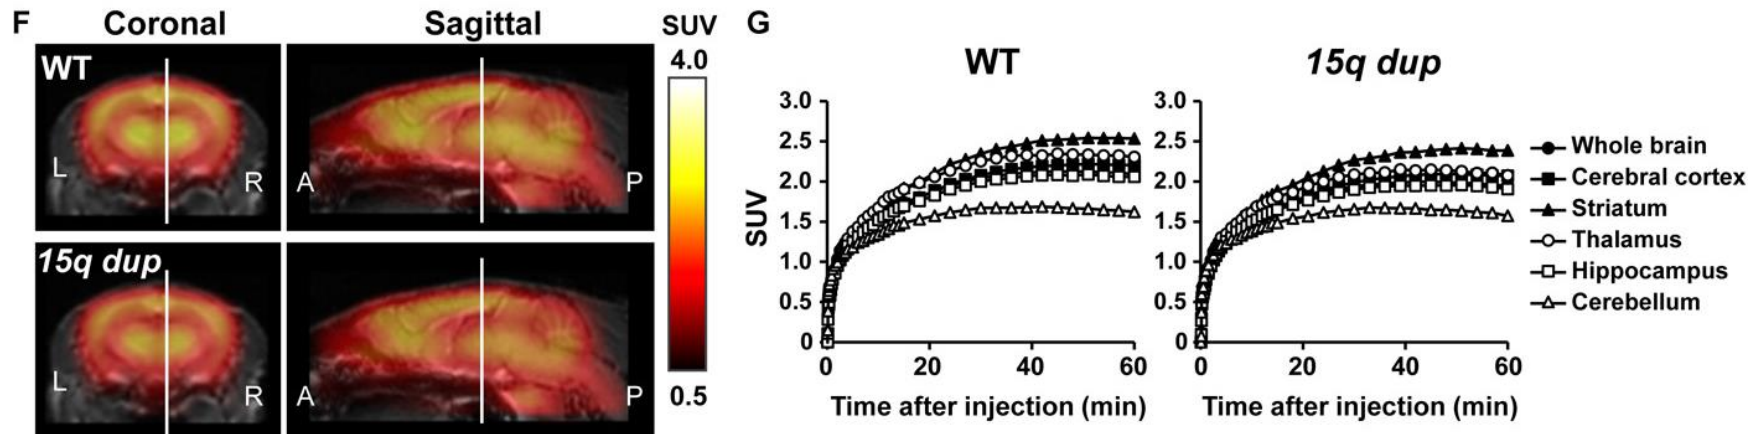 F
Coronal
Sagittal
SUV
4.0
0.5
WT
L
R
A
P
15q dup
L
R
A
P
G
WT
SUV
3.0
2.5
2.0
1.5
1.0
0.5
0
0
20
40
60
Time after injection (min)
15q dup
3.0
2.5
2.0
1.5
1.0
0.5
0
0
20
40
60
Time after injection (min)
Whole brain
Cerebral cortex
Striatum
Thalamus
Hippocampus
Cerebellum